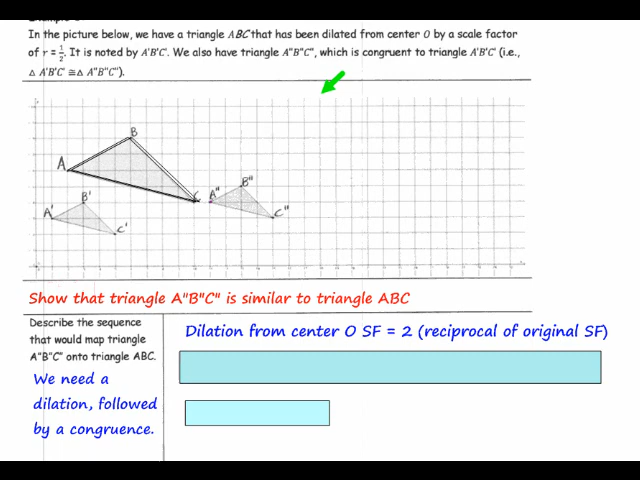 In the picture below, we have a triangle ABC that has been dilated from center O by a scale factor
of r = 1/2. It is noted by A'B'C'. We also have triangle A"B"C", which is congruent to triangle A'B'C' (i.e.,
△ A'B'C' ≅△ A"B"C").
B
A
C
A"
B"
C"
B'
A'
C'
Show that triangle A"B"C" is similar to triangle ABC
Describe the sequence
that would map triangle
A"B"C" onto triangle ABC.
We need a
dilation, followed
by a congruence.
Dilation from center O SF = 2 (reciprocal of original SF)